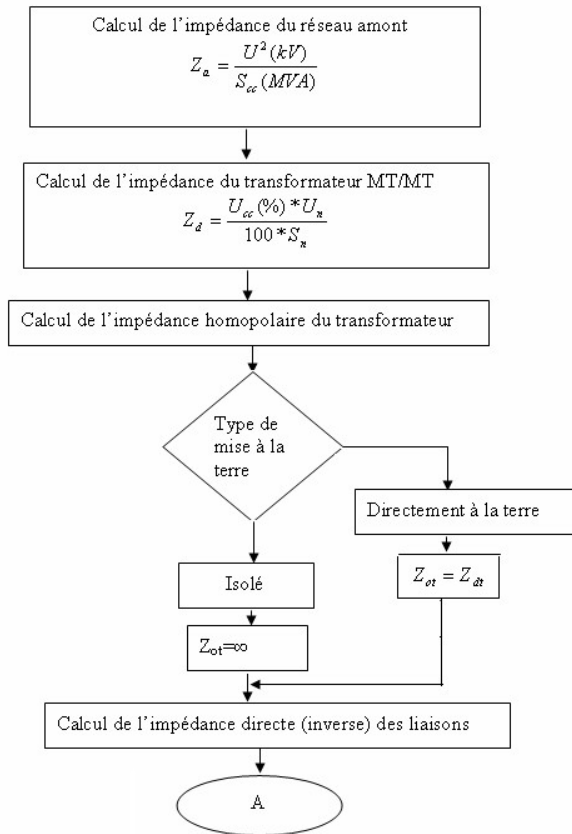 Calcul de l'impédance du réseau amont
Z_a = U^2(kV) / S_cc(MVA)
Calcul de l'impédance du transformateur MT/MT
Z_d = U_cc(%)*U_n / 100*S_n
Calcul de l'impédance homopolaire du transformateur
Type de
mise à la
terre
Directement à la terre
Isolé
Z_ot = Z_dt
Z_ot=∞
Calcul de l'impédance directe (inverse) des liaisons
A